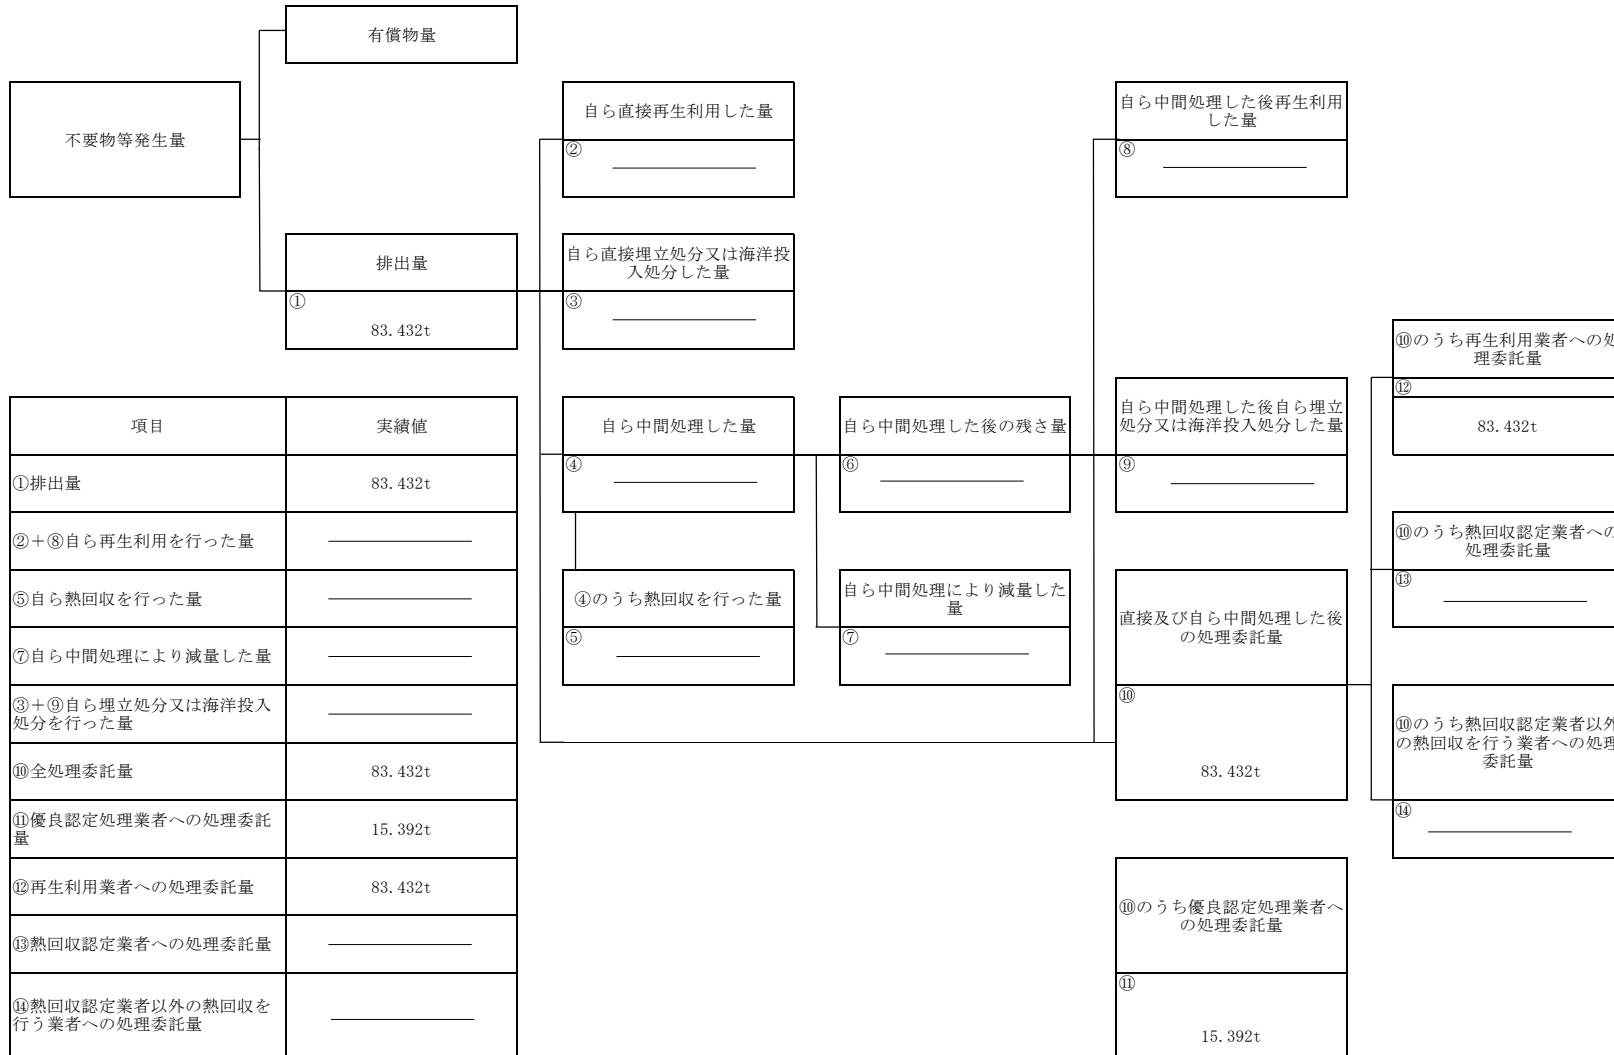 有償物量
不要物等発生量
排出量
①
83.432t
自ら直接再生利用した量
②
自ら直接埋立処分又は海洋投
入処分した量
③
自ら中間処理した後再生利用
した量
⑧
項目
実績値
①排出量
83.432t
②+⑧自ら再生利用を行った量
⑤自ら熱回収を行った量
⑦自ら中間処理により減量した量
③+⑨自ら埋立処分又は海洋投入
処分を行った量
⑩全処理委託量
83.432t
⑪優良認定処理業者への処理委託
量
15.392t
⑫再生利用業者への処理委託量
83.432t
⑬熱回収認定業者への処理委託量
⑭熱回収認定業者以外の熱回収を
行う業者への処理委託量
自ら中間処理した量
④
④のうち熱回収を行った量
⑤
自ら中間処理した後の残さ量
⑥
自ら中間処理により減量した
量
⑦
自ら中間処理した後自ら埋立
処分又は海洋投入処分した量
⑨
直接及び自ら中間処理した後
の処理委託量
⑩
83.432t
⑩のうち優良認定処理業者へ
の処理委託量
⑪
15.392t
⑩のうち再生利用業者への処
理委託量
⑫
83.432t
⑩のうち熱回収認定業者への
処理委託量
⑬
⑩のうち熱回収認定業者以外
の熱回収を行う業者への処理
委託量
⑭